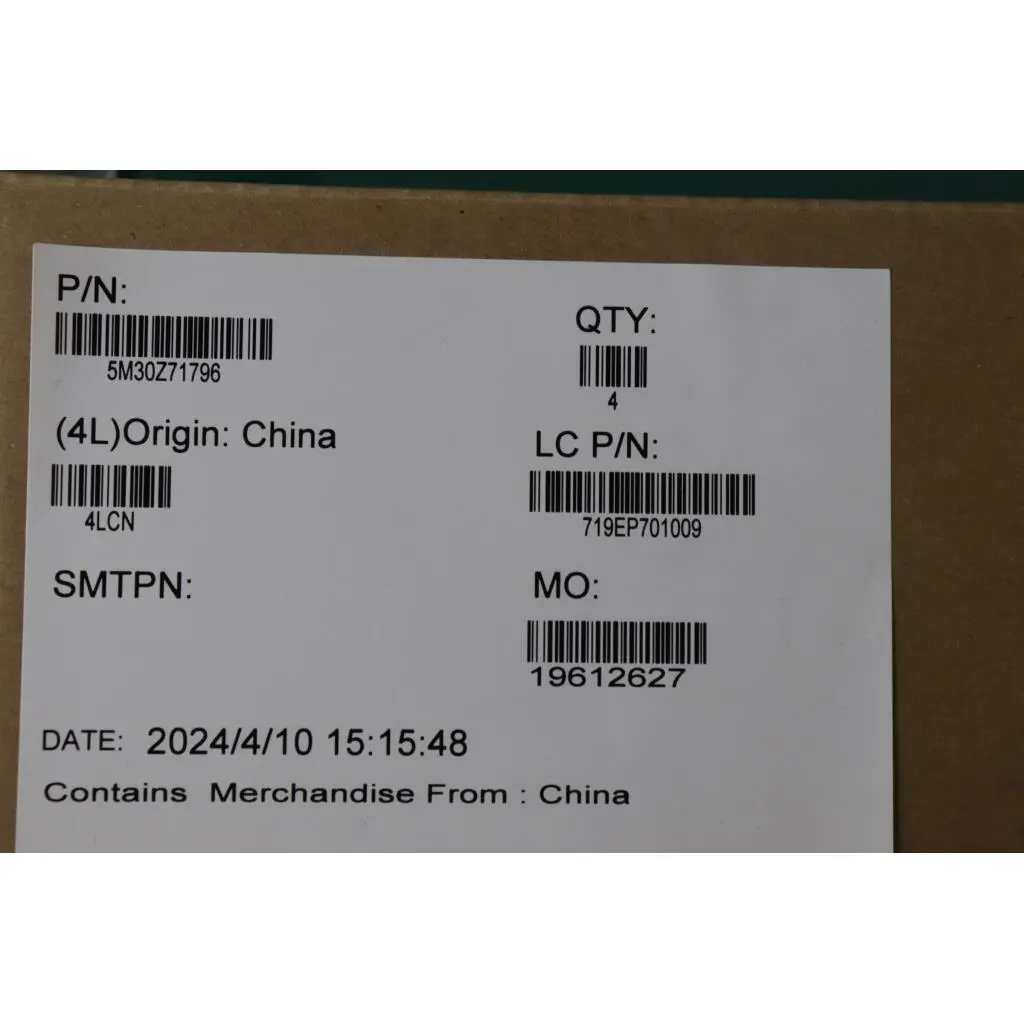 P/N:
5M30Z71796
QTY:
4
(4L)Origin: China
4LCN
LC P/N:
719EP701009
SMTPN:
MO:
19612627
DATE: 2024/4/10 15:15:48
Contains Merchandise From : China